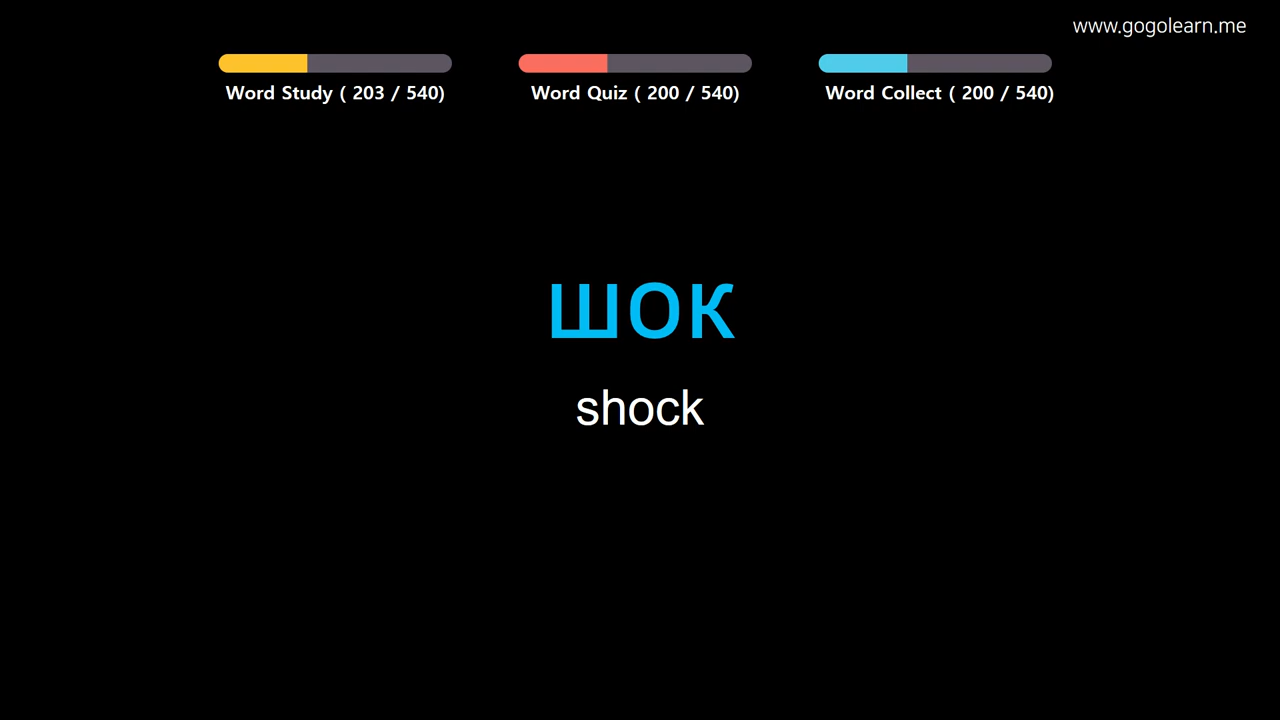 www.gogolearn.me
Word Study ( 203 / 540)
Word Quiz ( 200 / 540)
Word Collect ( 200 / 540)
шок
shock